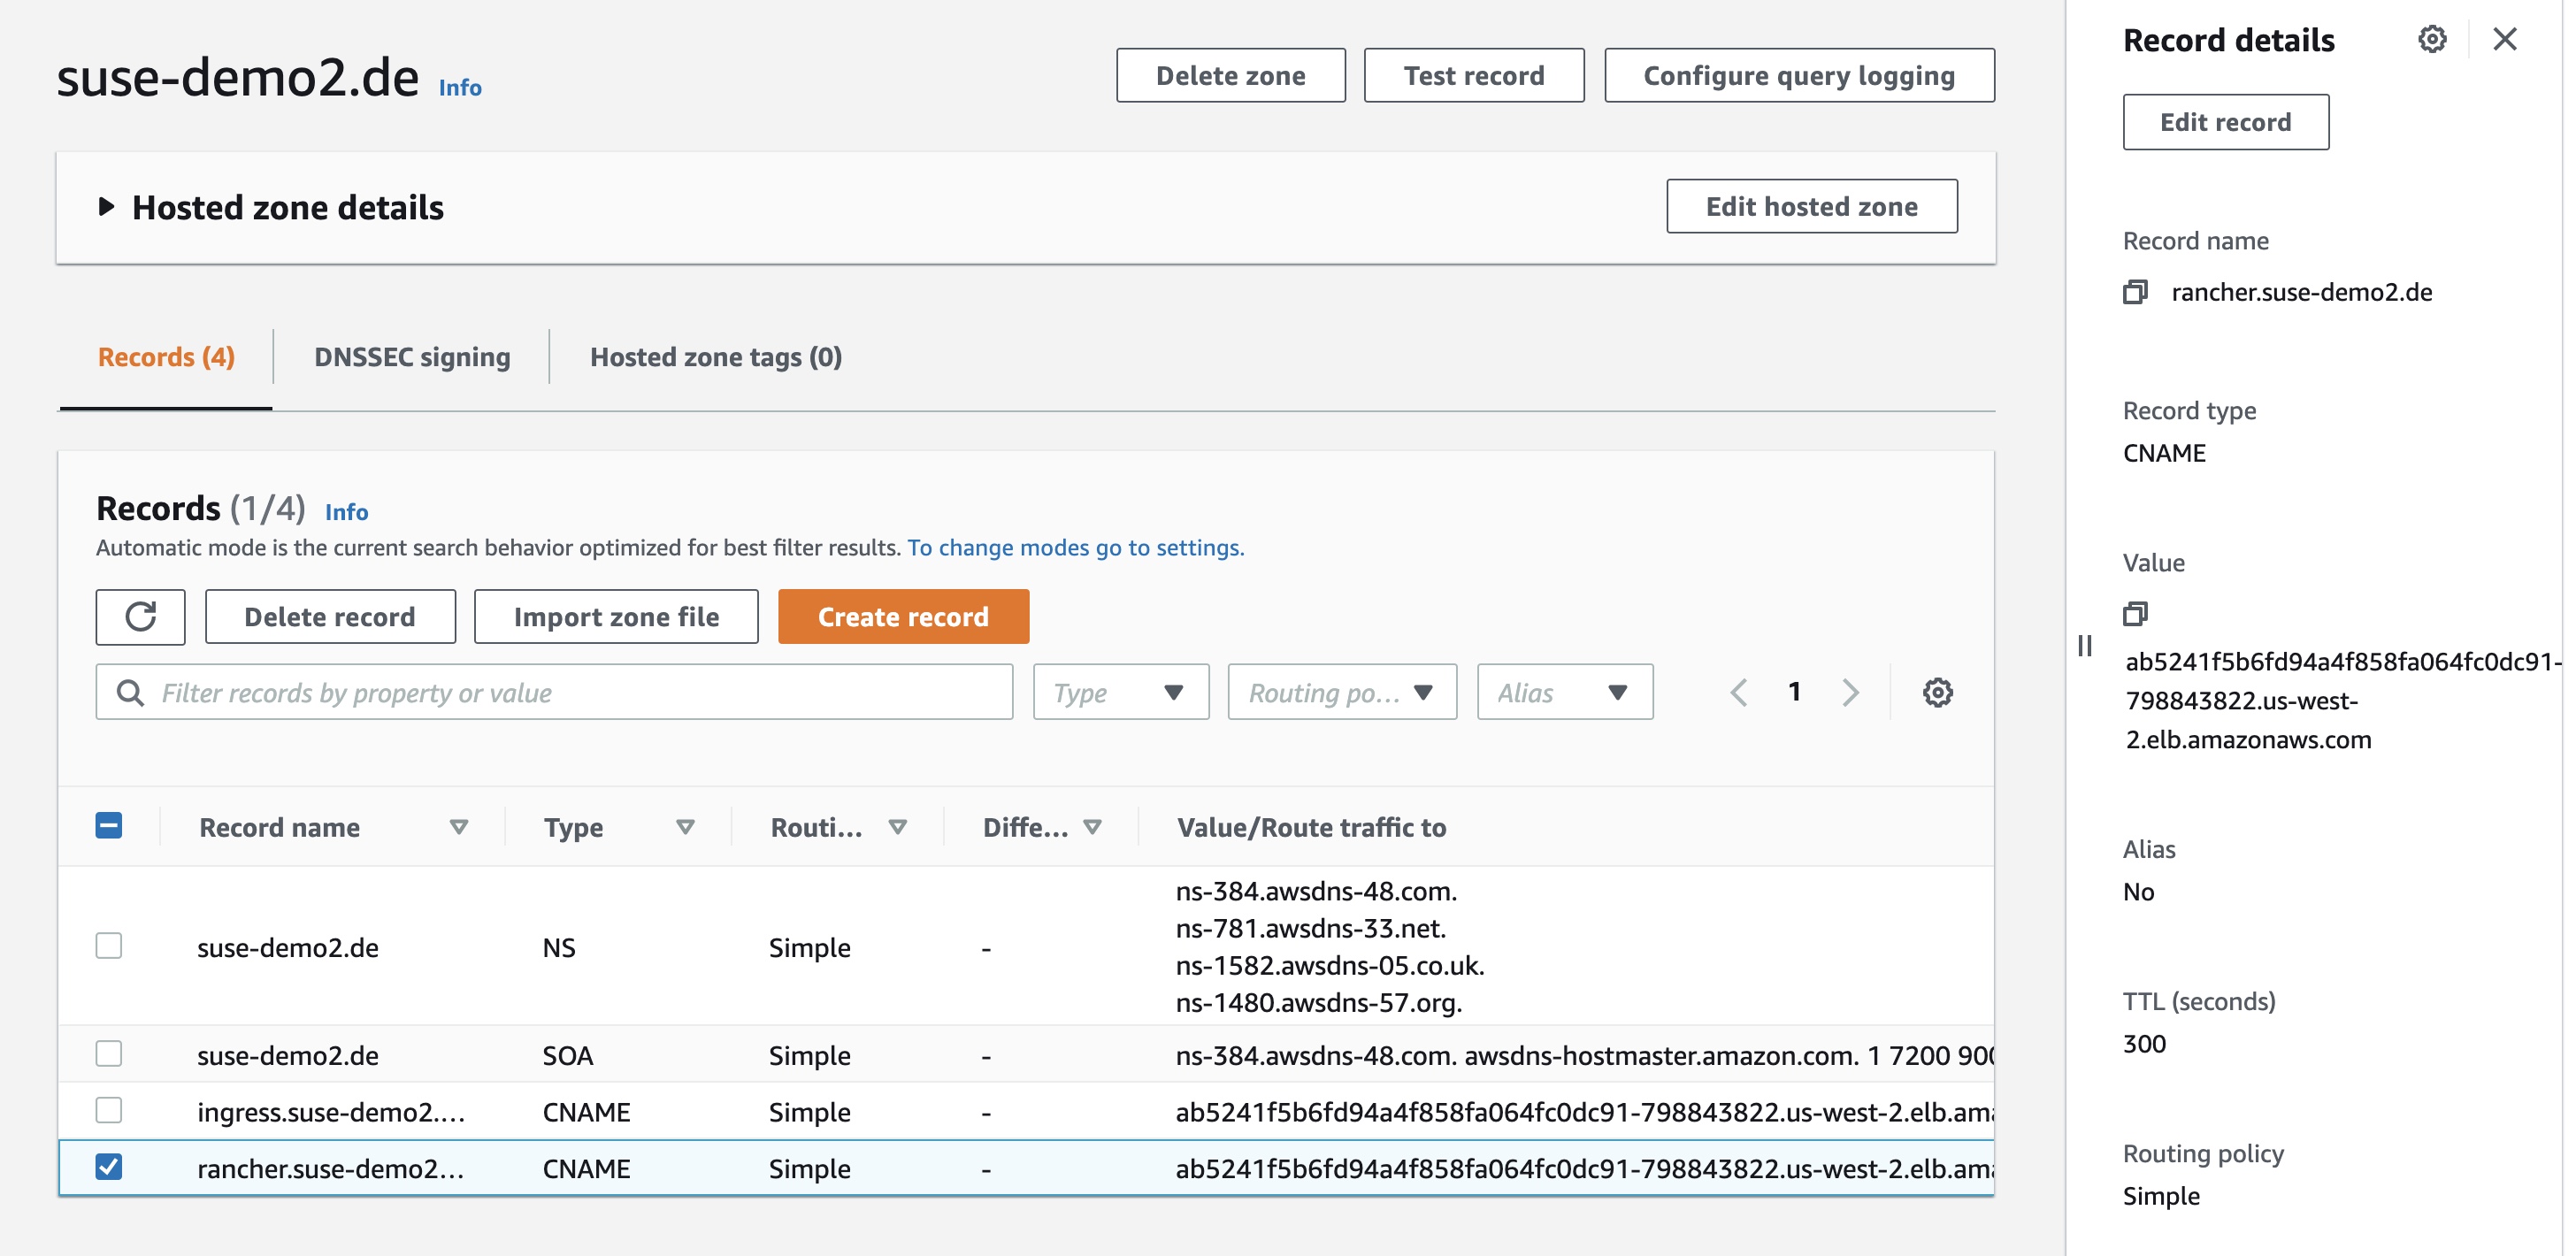 suse-demo2.de Info
Delete zone
Test record
Configure query logging
Hosted zone details
Edit hosted zone
Records (4)
DNSSEC signing
Hosted zone tags (0)
Records (1/4) Info
Automatic mode is the current search behavior optimized for best filter results. To change modes go to settings.
Delete record
Import zone file
Create record
Filter records by property or value
Type
Routing po...
Alias
1
Record name
Type
Routi...
Diffe...
Value/Route traffic to
suse-demo2.de NS Simple -
ns-384.awsdns-48.com.
ns-781.awsdns-33.net.
ns-1582.awsdns-05.co.uk.
ns-1480.awsdns-57.org.
suse-demo2.de SOA Simple - ns-384.awsdns-48.com. awsdns-hostmaster.amazon.com. 1 7200 900
ingress.suse-demo2.... CNAME Simple - ab5241f5b6fd94a4f858fa064fc0dc91-798843822.us-west-2.elb.ama
rancher.suse-demo2... CNAME Simple - ab5241f5b6fd94a4f858fa064fc0dc91-798843822.us-west-2.elb.ama
Record details
Edit record
Record name
rancher.suse-demo2.de
Record type
CNAME
Value
ab5241f5b6fd94a4f858fa064fc0dc91-
798843822.us-west-
2.elb.amazonaws.com
Alias
No
TTL (seconds)
300
Routing policy
Simple